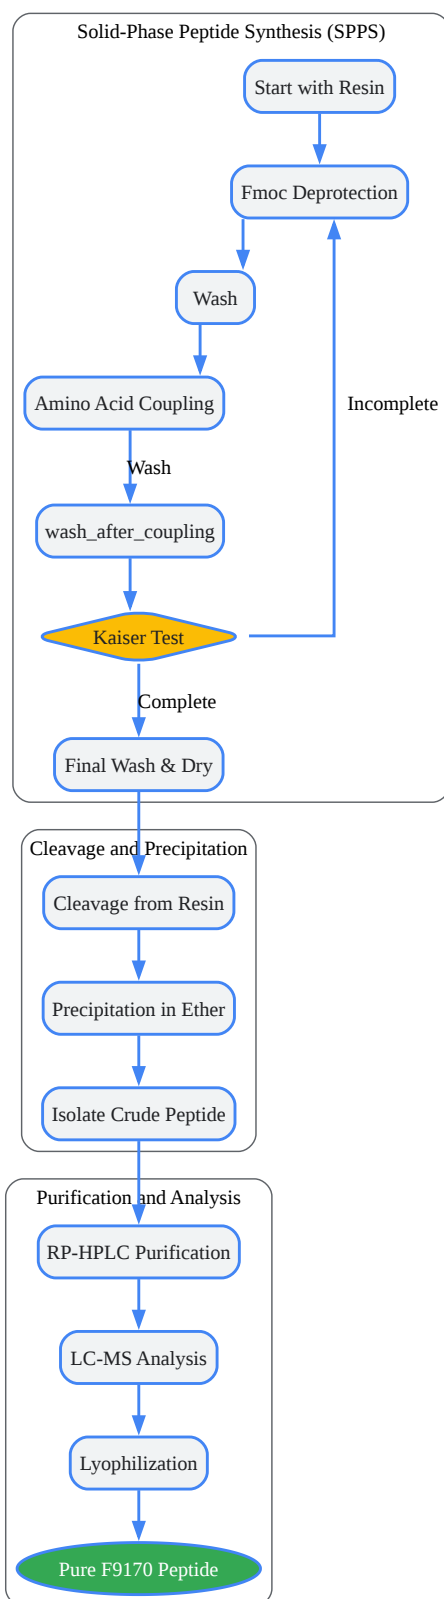 Solid-Phase Peptide Synthesis (SPPS)
Start with Resin
Fmoc Deprotection
Wash
Amino Acid Coupling
Incomplete
Wash
wash_after_coupling
Kaiser Test
Complete
Final Wash & Dry
Cleavage and Precipitation
Cleavage from Resin
Precipitation in Ether
Isolate Crude Peptide
Purification and Analysis
RP-HPLC Purification
LC-MS Analysis
Lyophilization
Pure F9170 Peptide